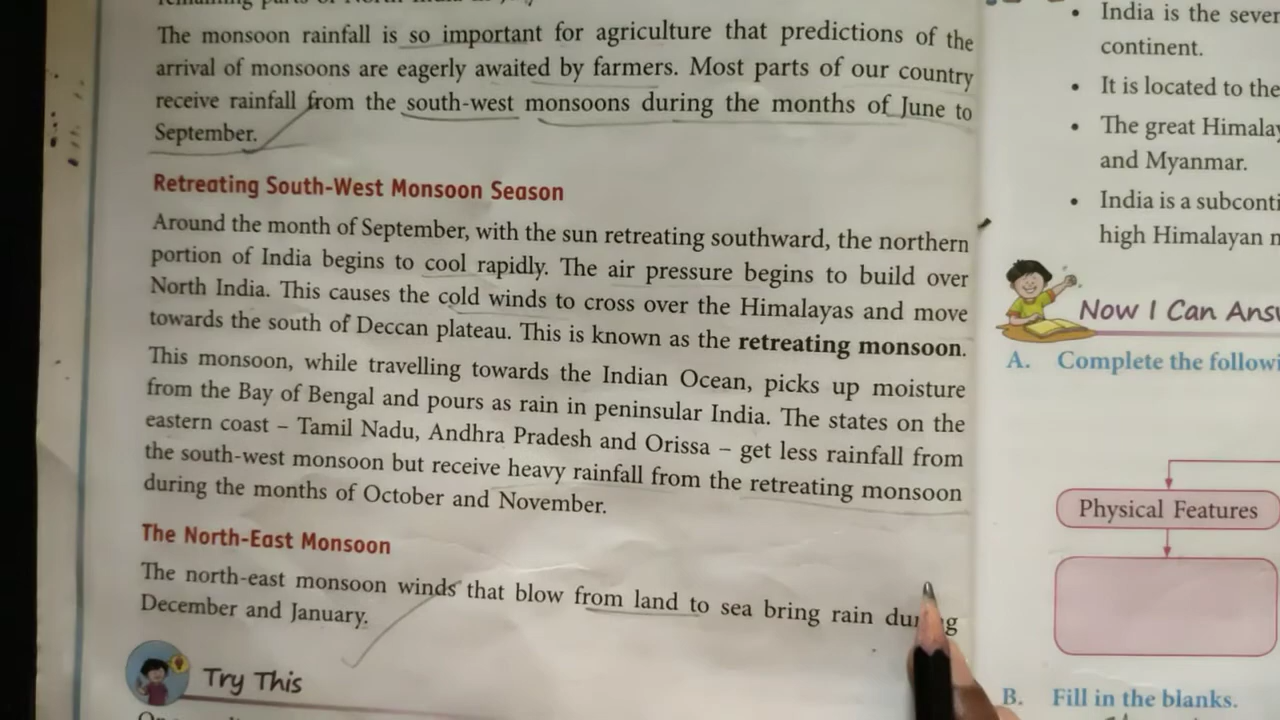 The monsoon rainfall is so important for agriculture that predictions of the
arrival of monsoons are eagerly awaited by farmers. Most parts of our country
receive rainfall from the south-west monsoons during the months of June to
September.
Retreating South-West Monsoon Season
Around the month of September, with the sun retreating southward, the northern
portion of India begins to cool rapidly. The air pressure begins to build over
North India. This causes the cold winds to cross over the Himalayas and move
towards the south of Deccan plateau. This is known as the retreating monsoon.
This monsoon, while travelling towards the Indian Ocean, picks up moisture
from the Bay of Bengal and pours as rain in peninsular India. The states on the
eastern coast – Tamil Nadu, Andhra Pradesh and Orissa – get less rainfall from
the south-west monsoon but receive heavy rainfall from the retreating monsoon
during the months of October and November.
The North-East Monsoon
The north-east monsoon winds that blow from land to sea bring rain during
December and January.
Try This
• India is the
continent.
• It is located to the
• The great
and Myanmar.
• India is a
high Himalayan
Now I Can
A. Complete the
Physical Features
B. Fill in the blanks.